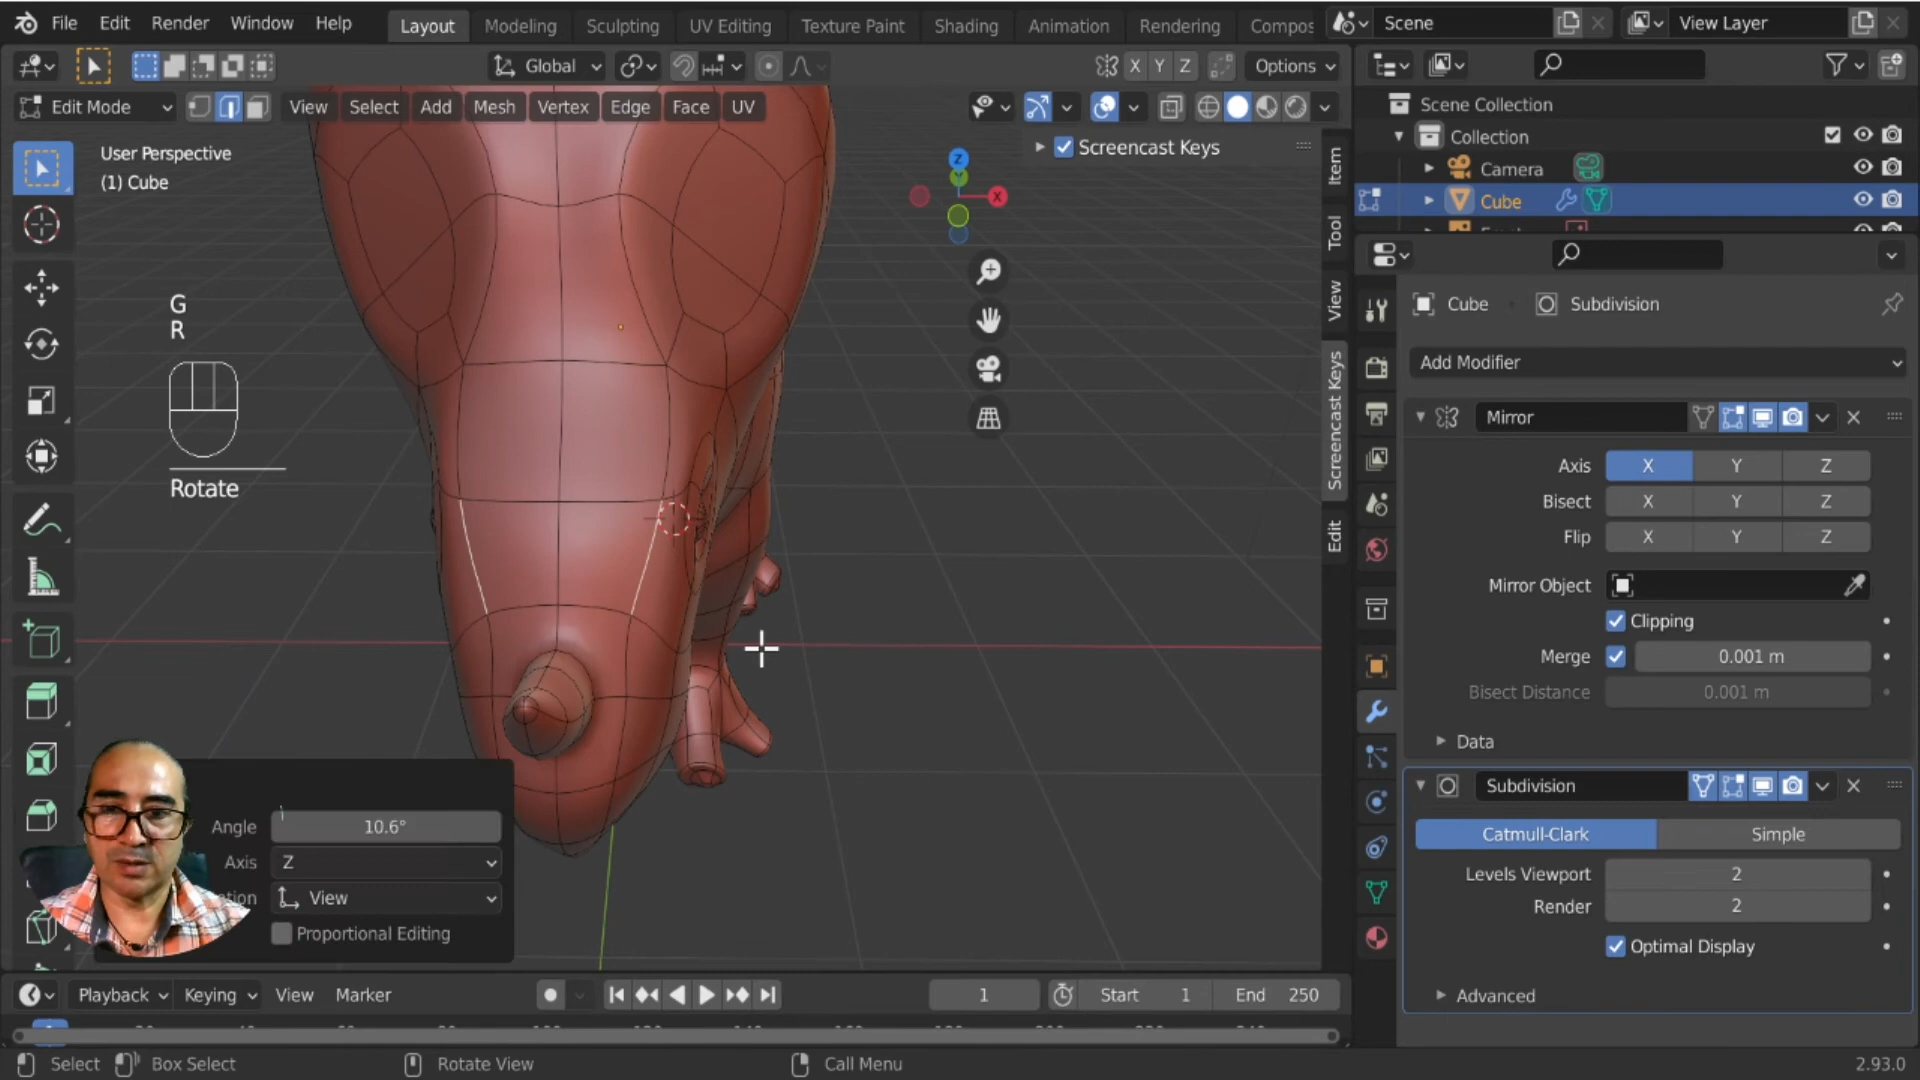 File Edit Render Window Help Layout Modeling Sculpting UV Editing Texture Paint Shading Animation Rendering Compos Scene View Layer
Global X Y Z Options
Edit Mode View Select Add Mesh Vertex Edge Face UV
User Perspective
(1) Cube
Screencast Keys
Z
Y
X
G
R
Rotate
Item
Tool
View
Screencast Keys
Edit
Angle 10.6°
Axis Z
View
Proportional Editing
Scene Collection
Collection
Camera
Cube
Cube Subdivision
Add Modifier
Mirror
Axis X Y Z
Bisect X Y Z
Flip X Y Z
Mirror Object
Clipping
Merge 0.001 m
Bisect Distance 0.001 m
Data
Subdivision
Catmull-Clark Simple
Levels Viewport 2
Render 2
Optimal Display
Advanced
Playback Keying View Marker 1 Start 1 End 250
Select Box Select Rotate View Call Menu 2.93.0